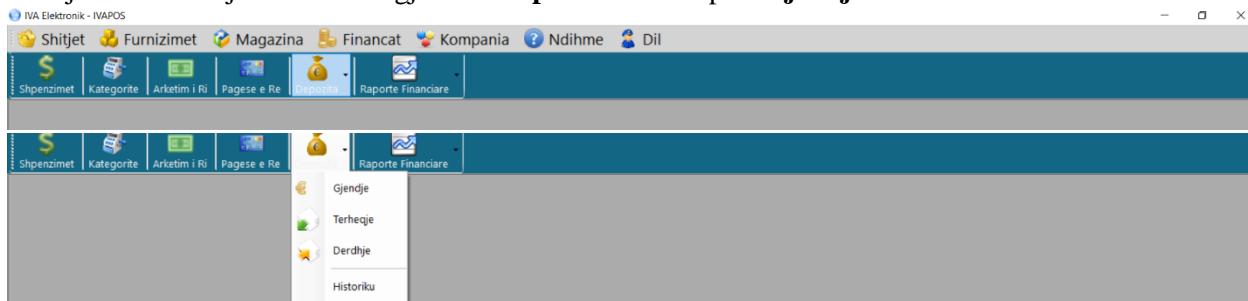 IVA Elektronik - IVAPOS
Shitjet Furnizimet Magazina Financat Kompania Ndihme Dil
Shpenzimet Kategorite Arketim i Ri Pagese e Re Depozita Raporte Financiare
Shpenzimet Kategorite Arketim i Ri Pagese e Re Raporte Financiare
Gjendje
Terheqje
Derdhje
Historiku